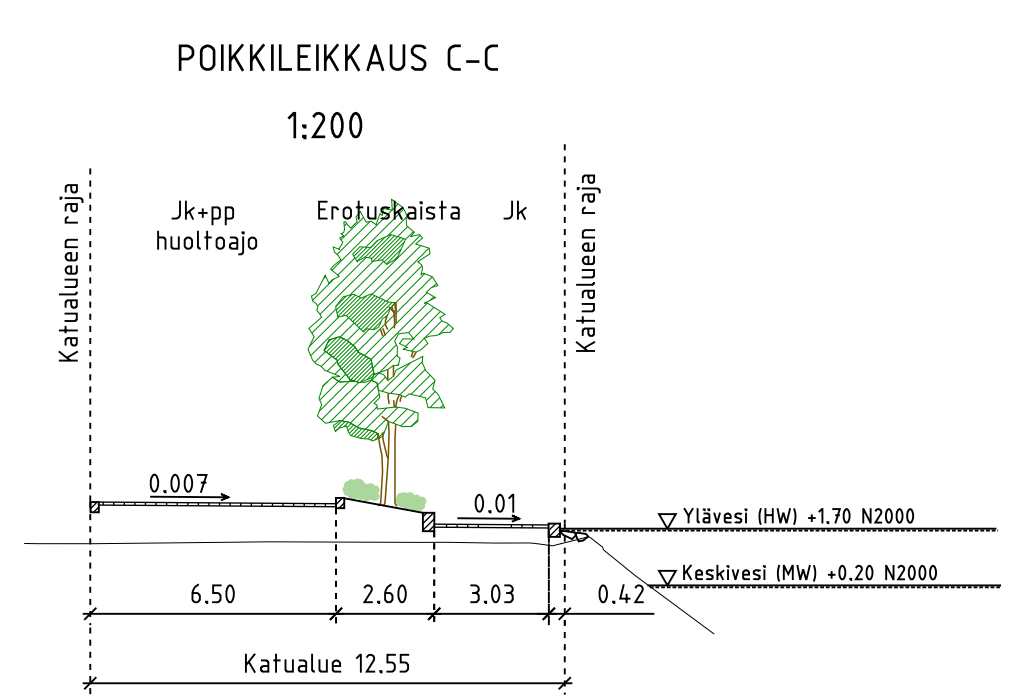 POIKKILEIKKAUS C-C
1:200
Katualueen raja
Jk+pp
huoltoajo
Erotuskaista
Jk
Katualueen raja
0.007
0.01
Ylävesi (HW) +1.70 N2000
Keskivesi (MW) +0.20 N2000
6.50
2.60
3.03
0.42
Katualue 12.55